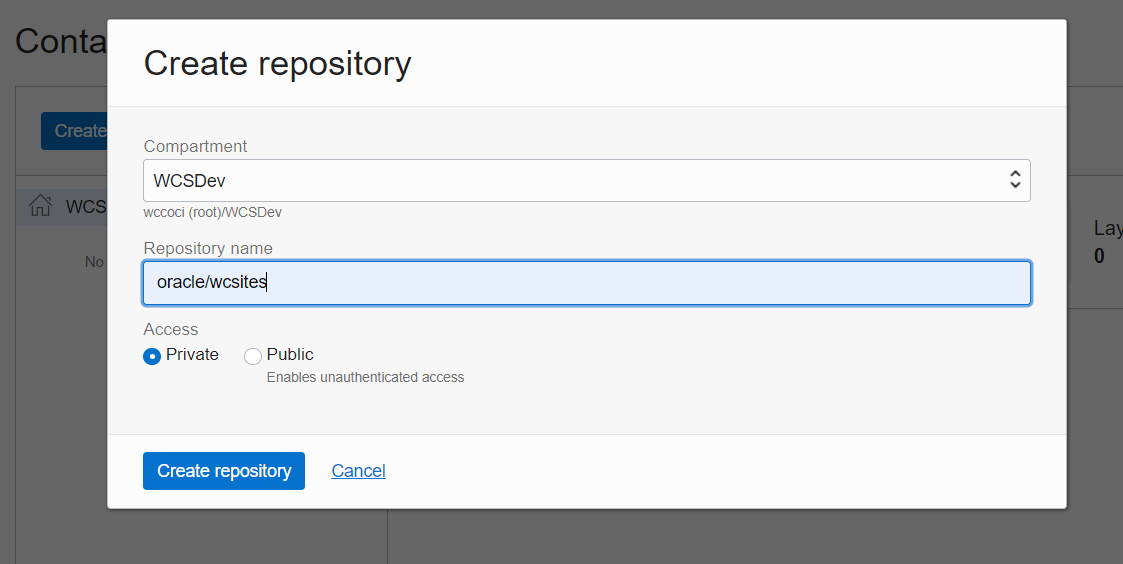 Conta
Create repository
Create
Compartment
WCSDev
wccoci (root)/WCSDev
WCS
Repository name
Lay
0
No
oracle/wcsites
Access
Private
Public
Enables unauthenticated access
Create repository
Cancel